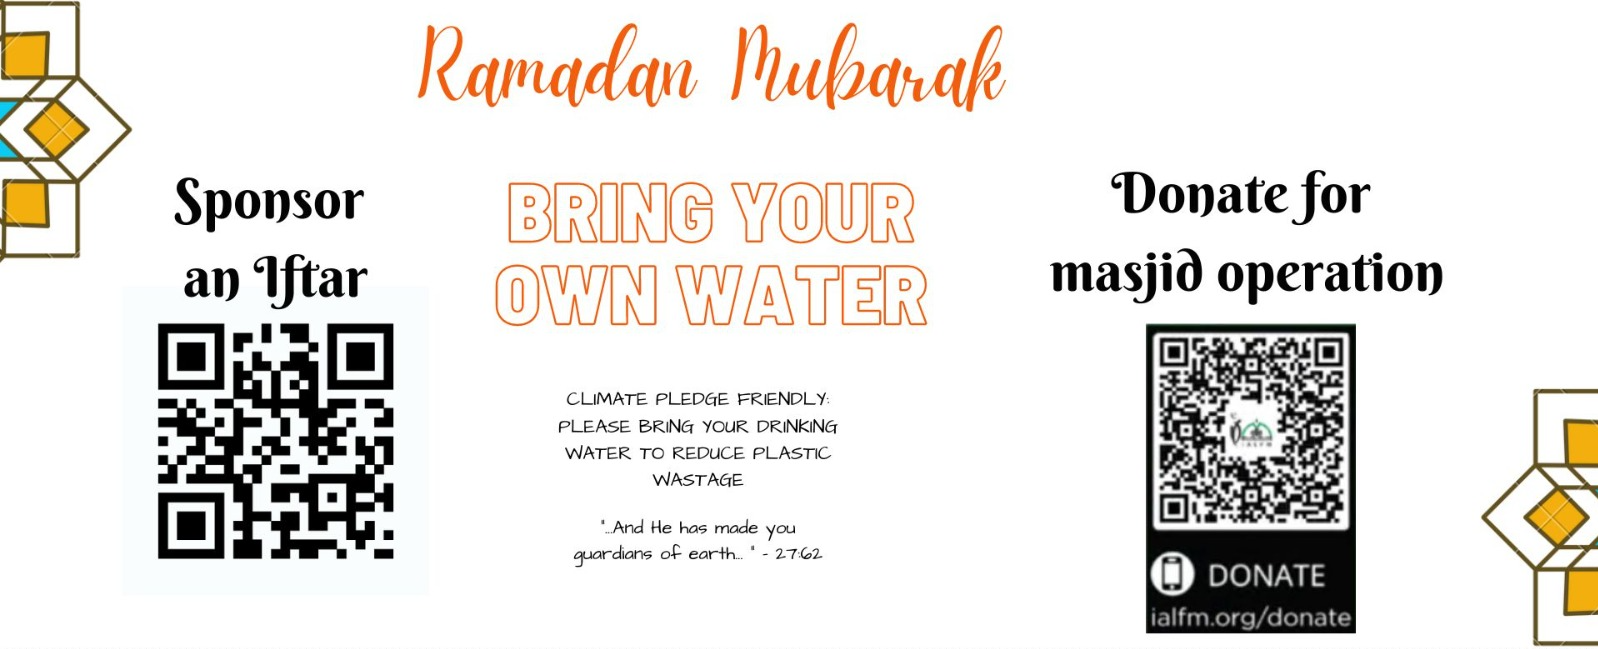 Ramadan Mubarak
Sponsor
an Iftar
BRING YOUR
OWN WATER
CLIMATE PLEDGE FRIENDLY:
PLEASE BRING YOUR DRINKING
WATER TO REDUCE PLASTIC
WASTAGE
"...And He has made you
guardians of earth... " - 27:62
Donate for
masjid operation
IALFM
DONATE
ialfm.org/donate